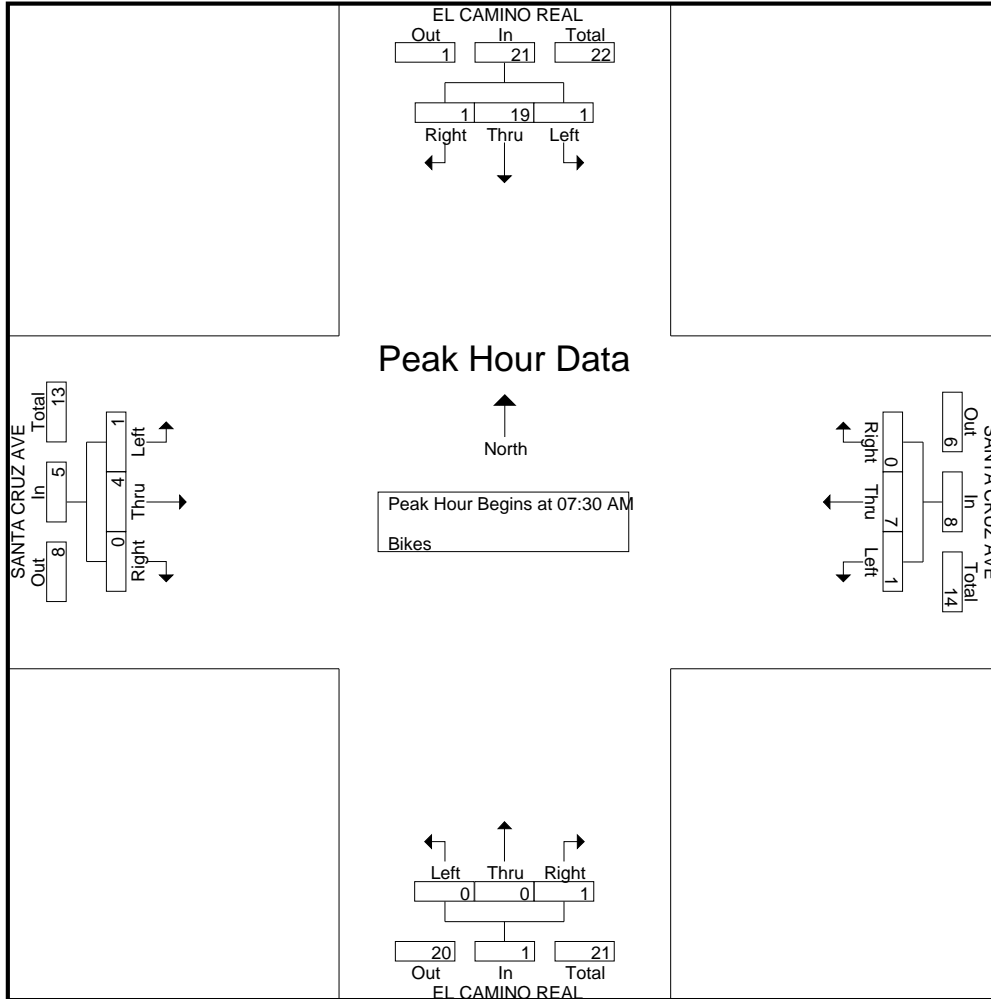 EL CAMINO REAL
Out In Total
1 21 22
1 19 1
Right Thru Left
Peak Hour Data
North
Peak Hour Begins at 07:30 AM
Bikes
SANTA CRUZ AVE
Total In Out
13 5 8
1 4 0
Left Thru Right
SANTA CRUZ AVE
Out In Total
6 8 14
0 7 1
Right Thru Left
Left Thru Right
0 0 1
20 1 21
Out In Total
EL CAMINO REAL